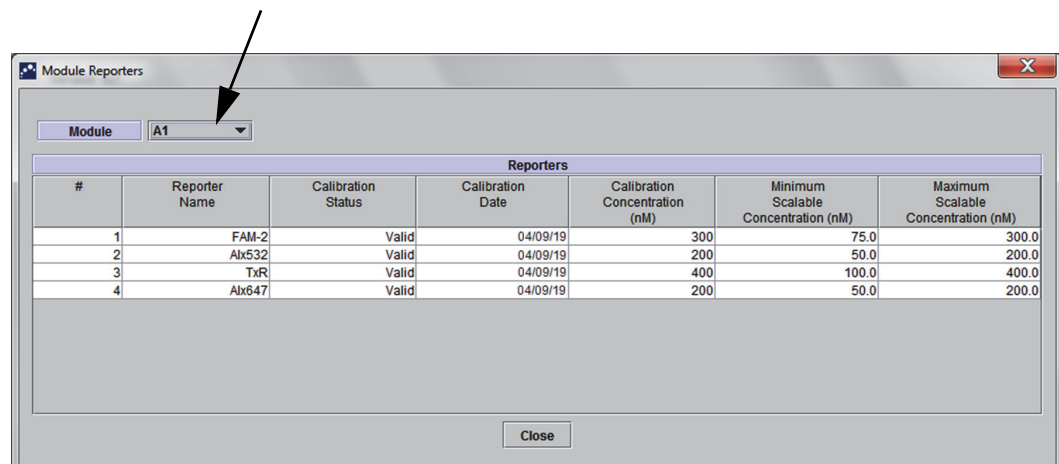 Module Reporters
X
Module A1
Reporters
# Reporter Name Calibration Status Calibration Date Calibration Concentration (nM) Minimum Scalable Concentration (nM) Maximum Scalable Concentration (nM)
1 FAM-2 Valid 04/09/19 300 75.0 300.0
2 Alx532 Valid 04/09/19 200 50.0 200.0
3 TxR Valid 04/09/19 400 100.0 400.0
4 Alx647 Valid 04/09/19 200 50.0 200.0
Close